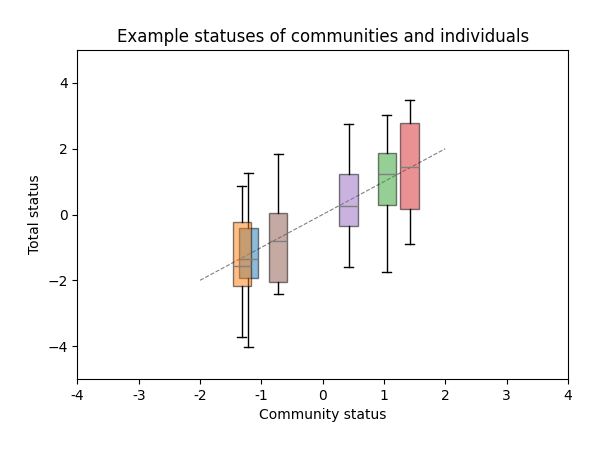 Example statuses of communities and individuals
Total status
4
2
0
−2
−4
-4 -3 -2 -1 0 1 2 3 4
Community status